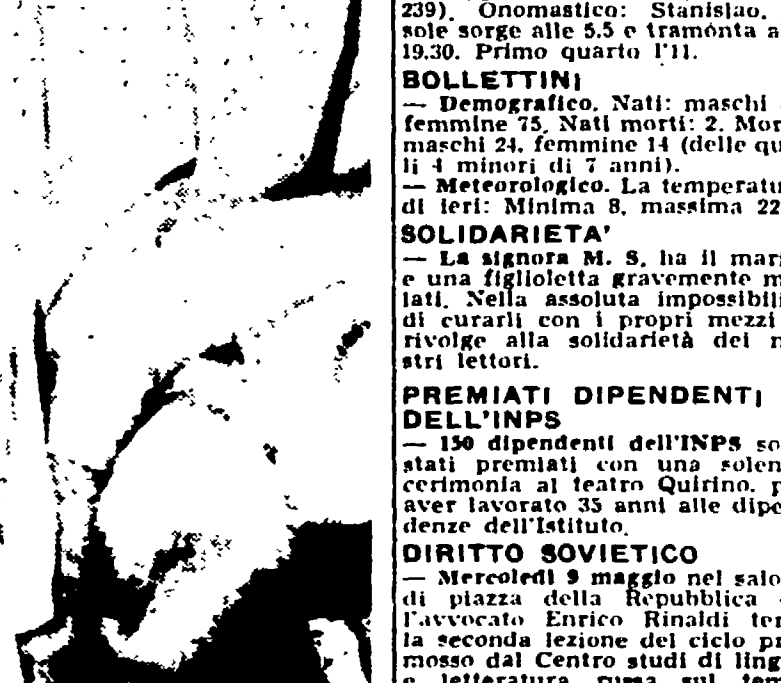 239). Onomastico: Stanislao.
sole sorge alle 5.5 e tramónta a
19.30. Primo quarto l'11.
BOLLETTINI
— Demografico. Nati: maschi
femmine 75. Nati morti: 2. Mor
maschi 24, femmine 14 (delle qu
li 4 minori di 7 anni).
— Meteorologico. La temperatu
di ieri: Minima 8, massima 22
SOLIDARIETA'
— La signora M. S. ha il mari
e una figlioletta gravemente m
lati. Nella assoluta impossibili
di curarli con i propri mezzi
rivolge alla solidarietà dei n
stri lettori.
PREMIATI DIPENDENTI
DELL'INPS
— 150 dipendenti dell'INPS so
stati premiati con una solen
cerimonia al teatro Quirino. p
aver lavorato 35 anni alle dipe
denze dell'Istituto.
DIRITTO SOVIETICO
— Mercoledì 9 maggio nel salo
di piazza della Repubblica
l'avvocato Enrico Rinaldi ter
la seconda lezione del ciclo pr
mosso dal Centro studi di ling
e letteratura russa sul tem